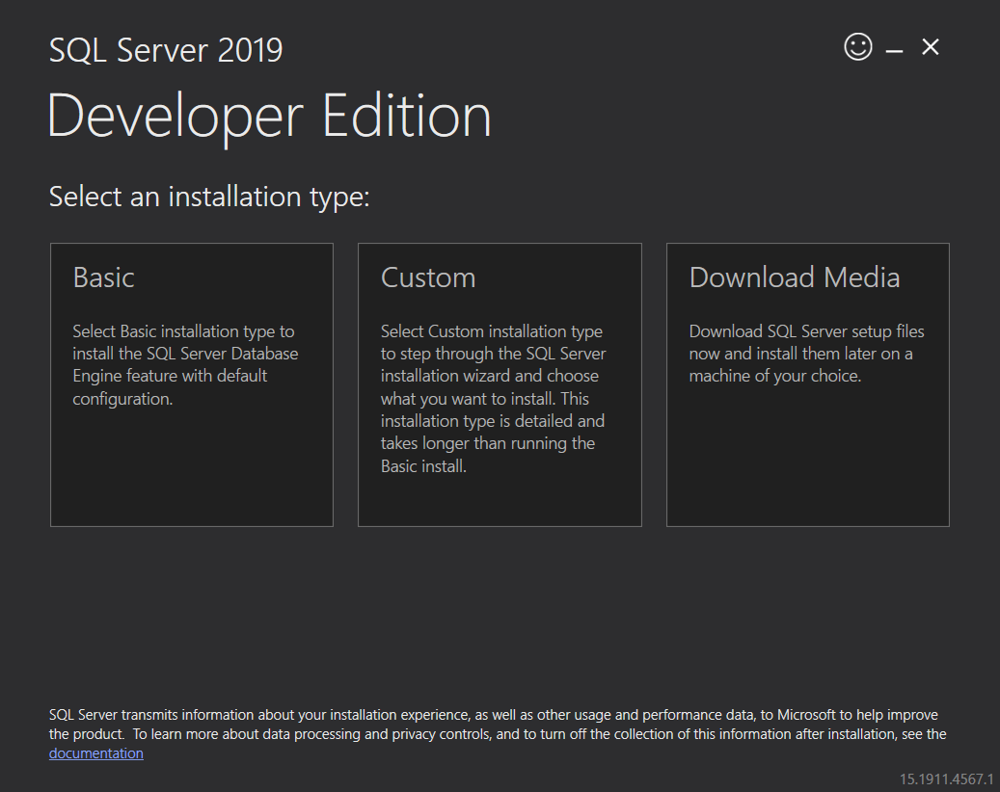 SQL Server 2019
Developer Edition
Select an installation type:
Basic
Select Basic installation type to
install the SQL Server Database
Engine feature with default
configuration.
Custom
Select Custom installation type
to step through the SQL Server
installation wizard and choose
what you want to install. This
installation type is detailed and
takes longer than running the
Basic install.
Download Media
Download SQL Server setup files
now and install them later on a
machine of your choice.
SQL Server transmits information about your installation experience, as well as other usage and performance data, to Microsoft to help improve
the product.  To learn more about data processing and privacy controls, and to turn off the collection of this information after installation, see the
documentation
15.1911.4567.1